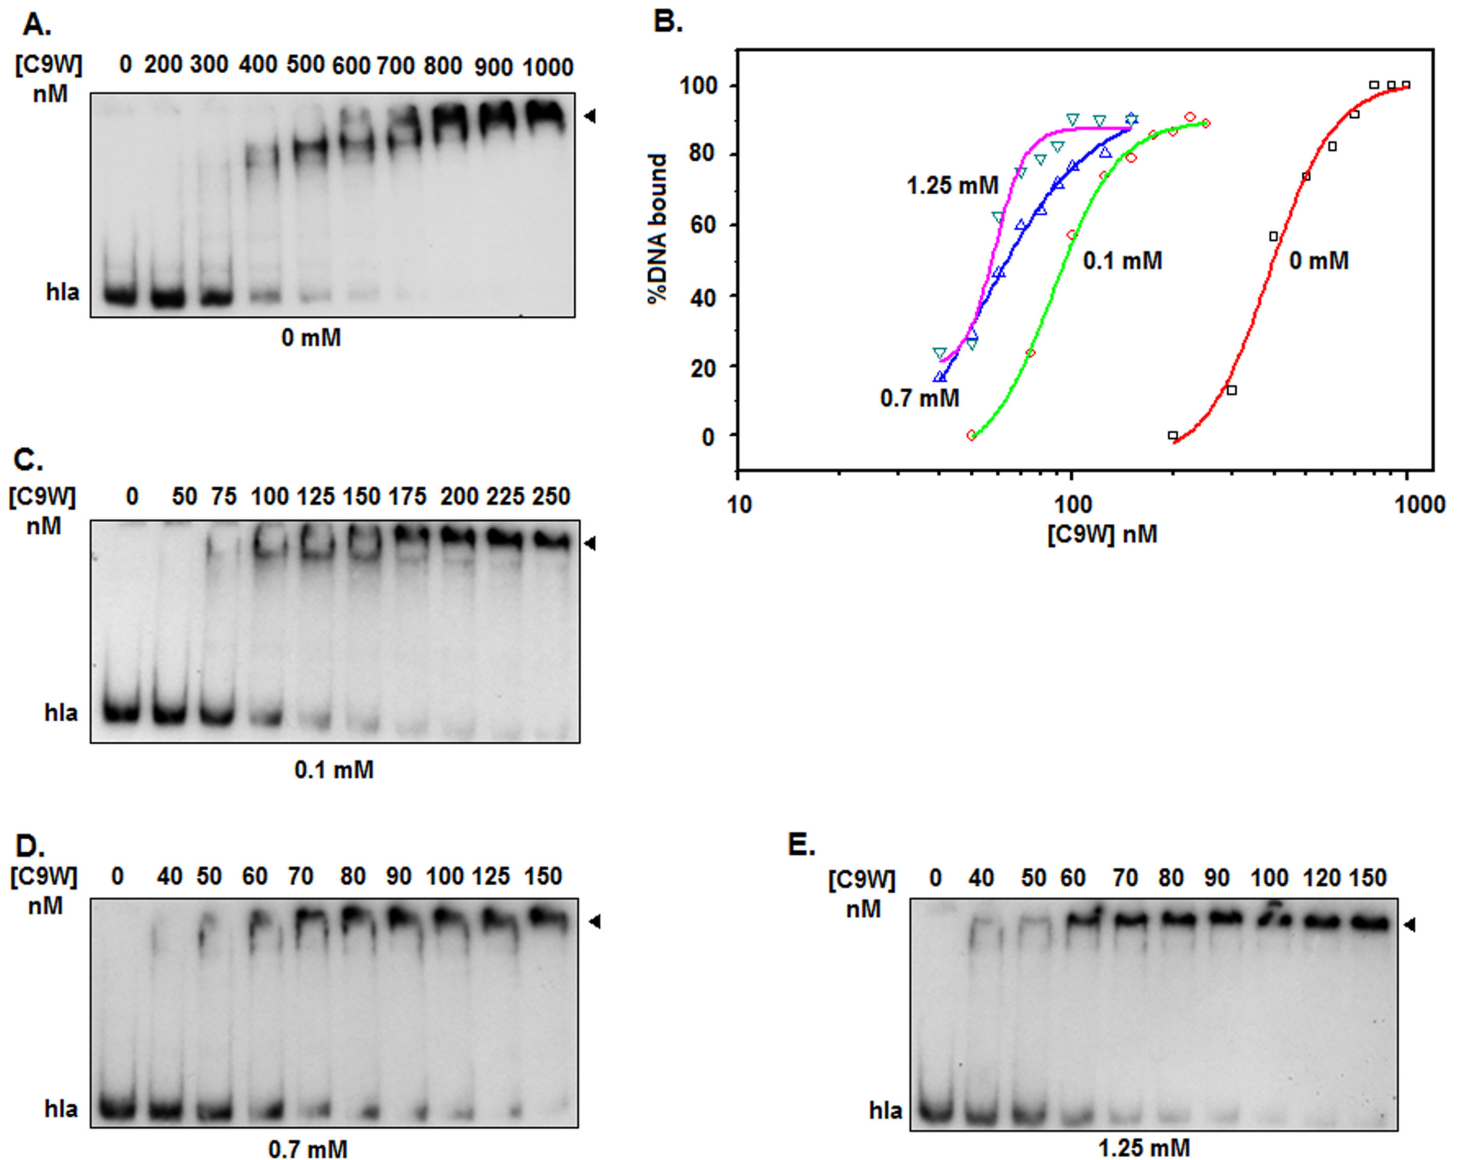 A.
[C9W] 0 200 300 400 500 600 700 800 900 1000
nM
hla
0 mM
B.
%DNA bound
100
80
60
40
20
0
1.25 mM
0.7 mM
0.1 mM
0 mM
10 100 1000
[C9W] nM
C.
[C9W] 0 50 75 100 125 150 175 200 225 250
nM
hla
0.1 mM
D.
[C9W] 0 40 50 60 70 80 90 100 125 150
nM
hla
0.7 mM
E.
[C9W] 0 40 50 60 70 80 90 100 120 150
nM
hla
1.25 mM